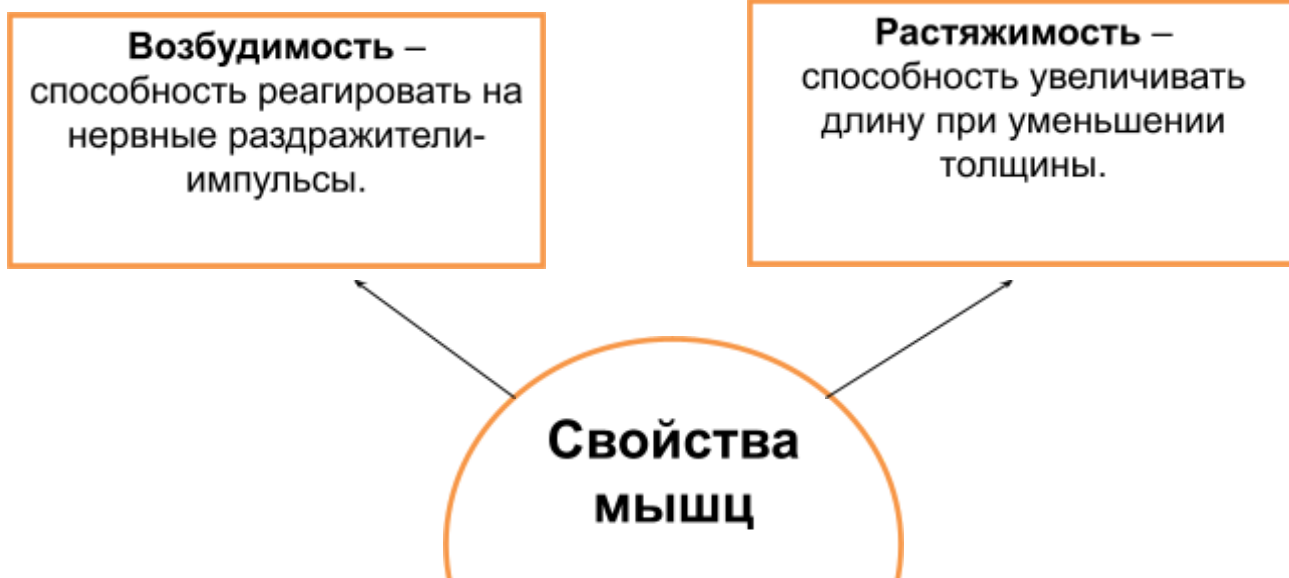 Возбудимость –
способность реагировать на
нервные раздражители-
импульсы.
Растяжимость –
способность увеличивать
длину при уменьшении
толщины.
Свойства
мышц